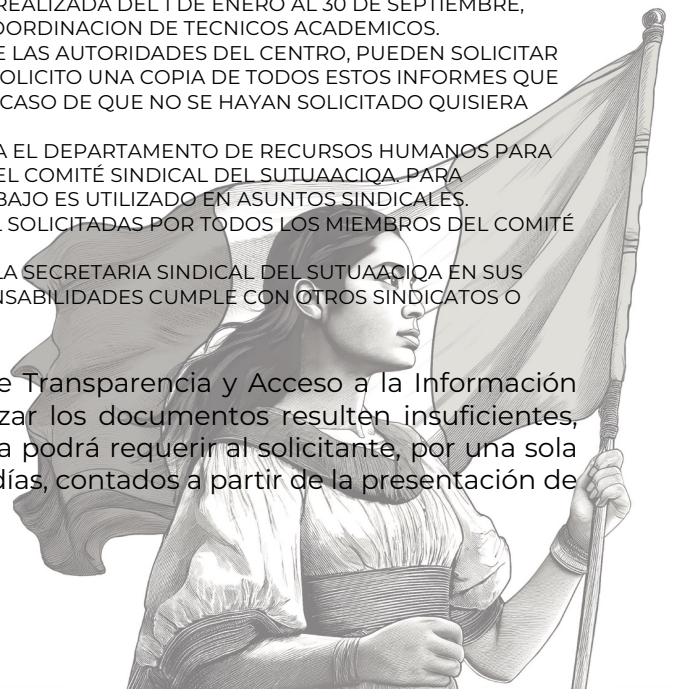 REALIZADA DEL 1 DE ENERO AL 30 DE SEPTIEMBRE,
OORDINACION DE TECNICOS ACADEMICOS.
E LAS AUTORIDADES DEL CENTRO, PUEDEN SOLICITAR
OLICITO UNA COPIA DE TODOS ESTOS INFORMES QUE
CASO DE QUE NO SE HAYAN SOLICITADO QUISIERA
A EL DEPARTAMENTO DE RECURSOS HUMANOS PARA
EL COMITÉ SINDICAL DEL SUTUAACIQA. PARA
BAJO ES UTILIZADO EN ASUNTOS SINDICALES.
L SOLICITADAS POR TODOS LOS MIEMBROS DEL COMITÉ
LA SECRETARIA SINDICAL DEL SUTUAACIQA EN SUS
NSABILIDADES CUMPLE CON OTROS SINDICATOS O
e Transparencia y Acceso a la Información
zar los documentos resulten insuficientes,
a podrá requerir al solicitante, por una sola
días, contados a partir de la presentación de